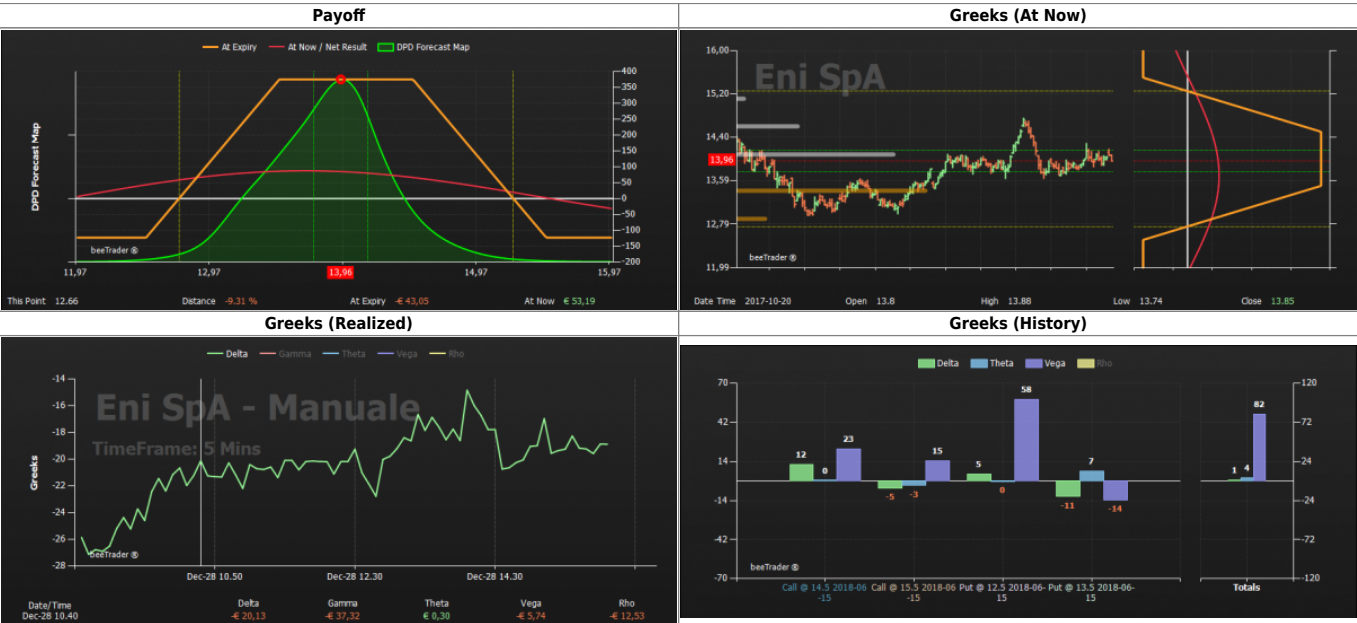 Payoff
Greeks (At Now)
At Expiry At Now / Net Result DPD Forecast Map
DPD Forecast Map
400
350
300
250
200
150
100
50
0
-50
-100
-150
-200
beeTrader ®
11,97 12,97 13,96 14,97 15,97
This Point 12.66 Distance -9.31 % At Expiry -€ 43,05 At Now € 53,19
Eni SpA
16,00
15,20
14,40
13,96
13,59
12,79
11,99
beeTrader ®
Date Time 2017-10-20 Open 13.8 High 13.88 Low 13.74 Close 13.85
Greeks (Realized)
Greeks (History)
Delta Gamma Theta Vega Rho
Eni SpA - Manuale
TimeFrame: 5 Mins
Greeks
-14
-16
-18
-20
-22
-24
-26
-28
beeTrader ®
Dec-28 10.50 Dec-28 12.30 Dec-28 14.30
Date/Time Delta Gamma Theta Vega Rho
Dec-28 10.40 -€ 20,13 -€ 37,32 € 0,30 -€ 5,74 -€ 12,53
Delta Theta Vega Rho
70
42
14
-14
-42
-70
12 0 23
-5 -3 15
5 0 58
-11 7 -14
1 4 82
120
72
24
-24
-72
-120
beeTrader ®
Call @ 14.5 2018-06 Call @ 15.5 2018-06 Put @ 12.5 2018-06- Put @ 13.5 2018-06-
-15 -15 15 15
Totals